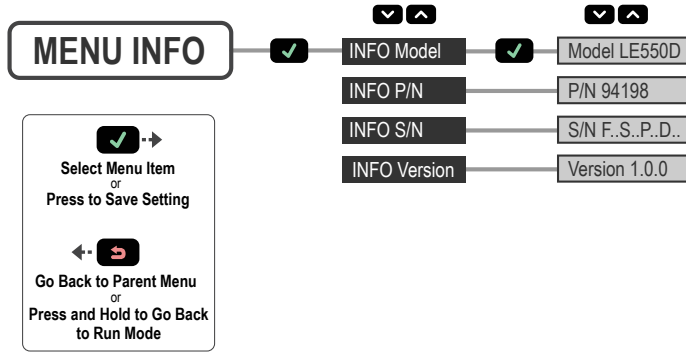 MENU INFO
INFO Model
Model LE550D
INFO P/N
P/N 94198
INFO S/N
S/N F..S..P..D..
INFO Version
Version 1.0.0
Select Menu Item
or
Press to Save Setting
Go Back to Parent Menu
or
Press and Hold to Go Back
to Run Mode